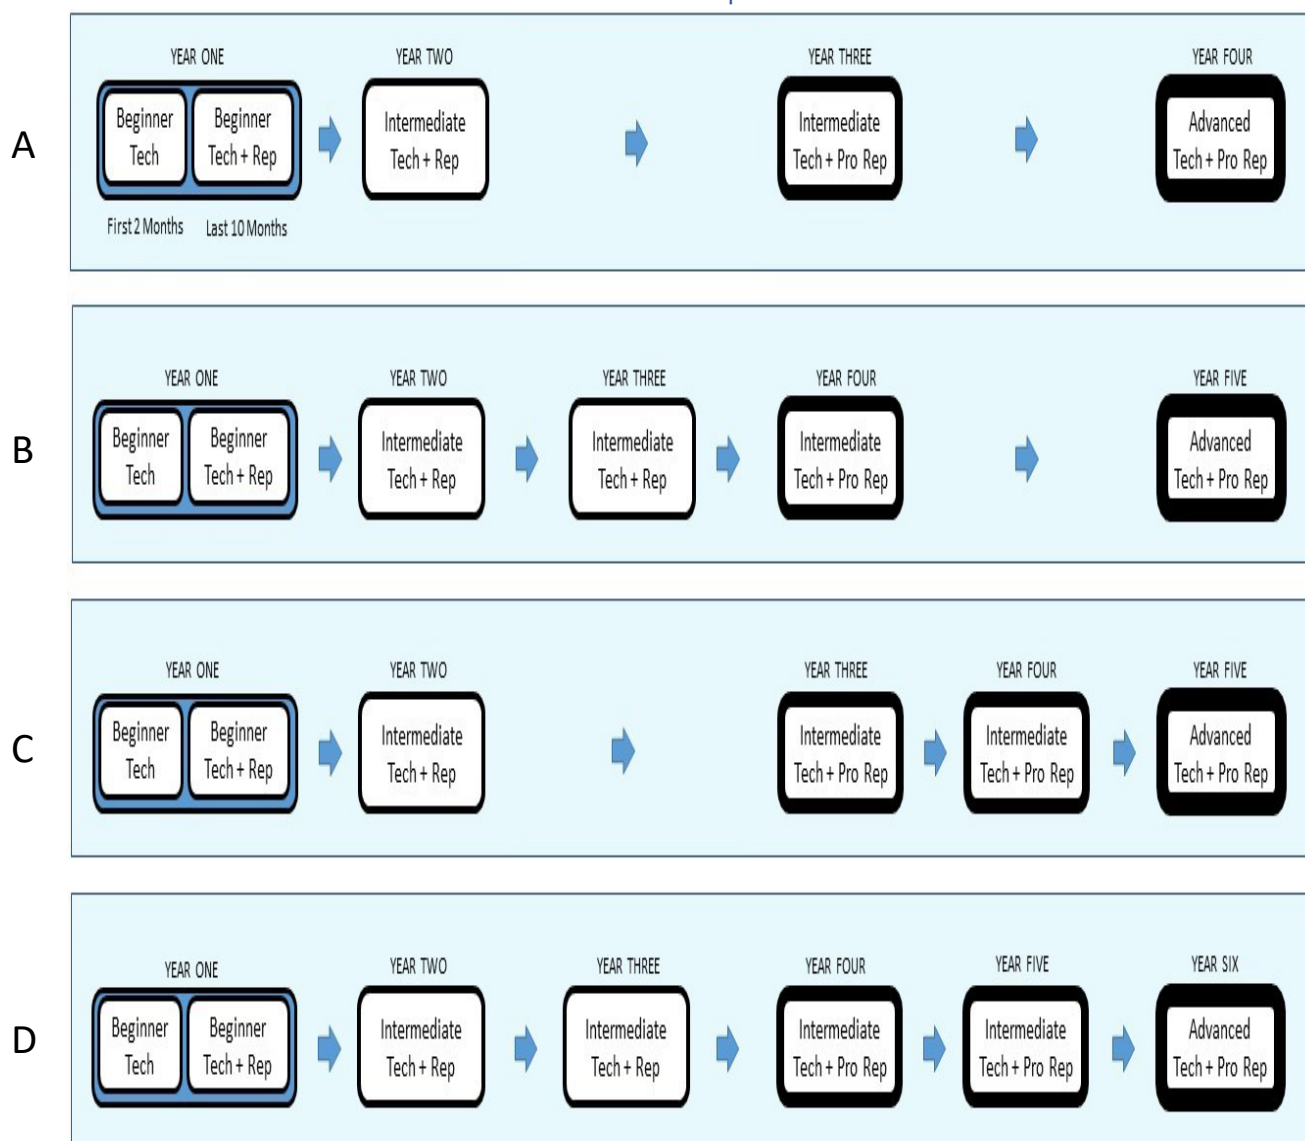 YEAR ONE
YEAR TWO
YEAR THREE
YEAR FOUR
A
Beginner
Tech
Beginner
Tech + Rep
Intermediate
Tech + Rep
Intermediate
Tech + Pro Rep
Advanced
Tech + Pro Rep
First 2 Months
Last 10 Months
YEAR ONE
YEAR TWO
YEAR THREE
YEAR FOUR
YEAR FIVE
B
Beginner
Tech
Beginner
Tech + Rep
Intermediate
Tech + Rep
Intermediate
Tech + Rep
Intermediate
Tech + Pro Rep
Advanced
Tech + Pro Rep
YEAR ONE
YEAR TWO
YEAR THREE
YEAR FOUR
YEAR FIVE
C
Beginner
Tech
Beginner
Tech + Rep
Intermediate
Tech + Rep
Intermediate
Tech + Pro Rep
Intermediate
Tech + Pro Rep
Advanced
Tech + Pro Rep
YEAR ONE
YEAR TWO
YEAR THREE
YEAR FOUR
YEAR FIVE
YEAR SIX
D
Beginner
Tech
Beginner
Tech + Rep
Intermediate
Tech + Rep
Intermediate
Tech + Rep
Intermediate
Tech + Pro Rep
Intermediate
Tech + Pro Rep
Advanced
Tech + Pro Rep